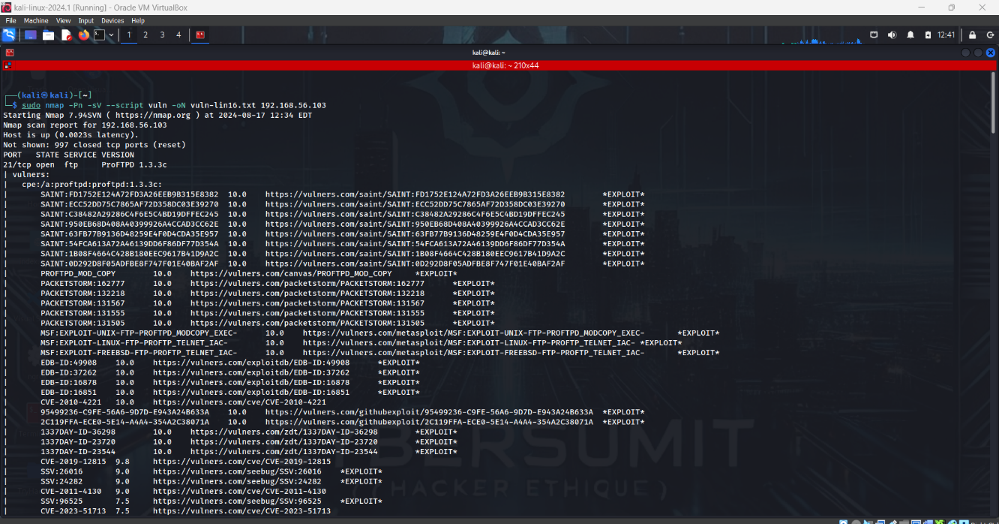 kali-linux-2024.1 [Running] - Oracle VM VirtualBox
File Machine View Input Devices Help
1 2 3 4 12:41
kali@kali: ~
kali@kali: ~ 210x44
(kali㉿kali)-[~]
$ sudo nmap -Pn -sV --script vuln -oN vuln-lin16.txt 192.168.56.103
Starting Nmap 7.94SVN ( https://nmap.org ) at 2024-08-17 12:34 EDT
Nmap scan report for 192.168.56.103
Host is up (0.0023s latency).
Not shown: 997 closed tcp ports (reset)
PORT STATE SERVICE VERSION
21/tcp open ftp ProFTPD 1.3.3c
| vulners:
| cpe:/a:proftpd:proftpd:1.3.3c:
| SAINT:FD1752E124A72FD3A26EEB9B315E8382 10.0 https://vulners.com/saint/SAINT:FD1752E124A72FD3A26EEB9B315E8382 *EXPLOIT*
| SAINT:ECC52DD75C7865AF72D358DC03E39270 10.0 https://vulners.com/saint/SAINT:ECC52DD75C7865AF72D358DC03E39270 *EXPLOIT*
| SAINT:C38482A29286C4F6E5C4BD19DFFEC245 10.0 https://vulners.com/saint/SAINT:C38482A29286C4F6E5C4BD19DFFEC245 *EXPLOIT*
| SAINT:950EB68D408A40399926A4CCAD3CC62E 10.0 https://vulners.com/saint/SAINT:950EB68D408A40399926A4CCAD3CC62E *EXPLOIT*
| SAINT:63FB77B9136D48259E4F0D4CDA35E957 10.0 https://vulners.com/saint/SAINT:63FB77B9136D48259E4F0D4CDA35E957 *EXPLOIT*
| SAINT:54FCA613A72A46139DD6F86DF77D354A 10.0 https://vulners.com/saint/SAINT:54FCA613A72A46139DD6F86DF77D354A *EXPLOIT*
| SAINT:1B08F4664C428B180EEC9617B41D9A2C 10.0 https://vulners.com/saint/SAINT:1B08F4664C428B180EEC9617B41D9A2C *EXPLOIT*
| SAINT:0D292D8F05ADFBE8F747F01E40BAF2AF 10.0 https://vulners.com/saint/SAINT:0D292D8F05ADFBE8F747F01E40BAF2AF *EXPLOIT*
| PROFTPD_MOD_COPY 10.0 https://vulners.com/canvas/PROFTPD_MOD_COPY *EXPLOIT*
| PACKETSTORM:162777 10.0 https://vulners.com/packetstorm/PACKETSTORM:162777 *EXPLOIT*
| PACKETSTORM:132218 10.0 https://vulners.com/packetstorm/PACKETSTORM:132218 *EXPLOIT*
| PACKETSTORM:131567 10.0 https://vulners.com/packetstorm/PACKETSTORM:131567 *EXPLOIT*
| PACKETSTORM:131555 10.0 https://vulners.com/packetstorm/PACKETSTORM:131555 *EXPLOIT*
| PACKETSTORM:131505 10.0 https://vulners.com/packetstorm/PACKETSTORM:131505 *EXPLOIT*
| MSF:EXPLOIT-UNIX-FTP-PROFTPD_MODCOPY_EXEC- 10.0 https://vulners.com/metasploit/MSF:EXPLOIT-UNIX-FTP-PROFTPD_MODCOPY_EXEC- *EXPLOIT*
| MSF:EXPLOIT-LINUX-FTP-PROFTP_TELNET_IAC- 10.0 https://vulners.com/metasploit/MSF:EXPLOIT-LINUX-FTP-PROFTP_TELNET_IAC- *EXPLOIT*
| MSF:EXPLOIT-FREEBSD-FTP-PROFTP_TELNET_IAC- 10.0 https://vulners.com/metasploit/MSF:EXPLOIT-FREEBSD-FTP-PROFTP_TELNET_IAC- *EXPLOIT*
| EDB-ID:49908 10.0 https://vulners.com/exploitdb/EDB-ID:49908 *EXPLOIT*
| EDB-ID:37262 10.0 https://vulners.com/exploitdb/EDB-ID:37262 *EXPLOIT*
| EDB-ID:16878 10.0 https://vulners.com/exploitdb/EDB-ID:16878 *EXPLOIT*
| EDB-ID:16851 10.0 https://vulners.com/exploitdb/EDB-ID:16851 *EXPLOIT*
| CVE-2010-4221 10.0 https://vulners.com/cve/CVE-2010-4221
| 95499236-C9FE-56A6-9D7D-E943A24B633A 10.0 https://vulners.com/githubexploit/95499236-C9FE-56A6-9D7D-E943A24B633A *EXPLOIT*
| 2C119FFA-ECE0-5E14-A4A4-354A2C38071A 10.0 https://vulners.com/githubexploit/2C119FFA-ECE0-5E14-A4A4-354A2C38071A *EXPLOIT*
| 1337DAY-ID-36298 10.0 https://vulners.com/zdt/1337DAY-ID-36298 *EXPLOIT*
| 1337DAY-ID-23720 10.0 https://vulners.com/zdt/1337DAY-ID-23720 *EXPLOIT*
| 1337DAY-ID-23544 10.0 https://vulners.com/zdt/1337DAY-ID-23544 *EXPLOIT*
| CVE-2019-12815 9.8 https://vulners.com/cve/CVE-2019-12815
| SSV:26016 9.0 https://vulners.com/seebug/SSV:26016 *EXPLOIT*
| SSV:24282 9.0 https://vulners.com/seebug/SSV:24282 *EXPLOIT*
| CVE-2011-4130 9.0 https://vulners.com/cve/CVE-2011-4130
| SSV:96525 7.5 https://vulners.com/seebug/SSV:96525 *EXPLOIT*
| CVE-2023-51713 7.5 https://vulners.com/cve/CVE-2023-51713
BERSUMIT
HACKER ETHIQUE )